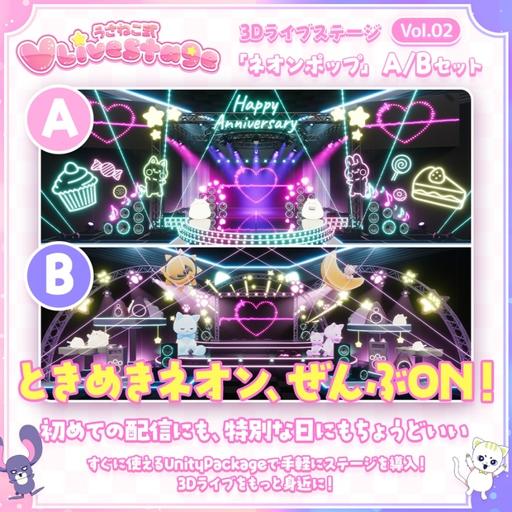 うさねこ式
VLiveStage
3Dライブステージ Vol.02
『ネオンポップ』 A/Bセット
A
Happy
Anniversary
B
ときめきネオン、ぜんぶON!
初めての配信にも、特別な日にもちょうどいい
すぐに使えるUnityPackageで手軽にステージを導入!
3Dライブをもっと身近に!